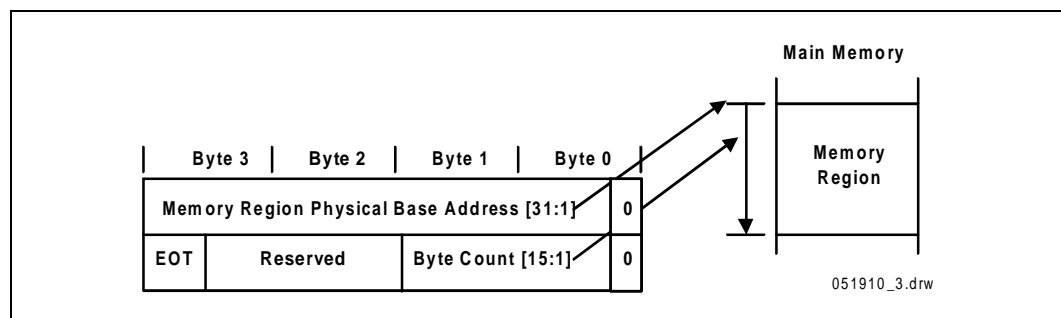 Main Memory
Byte 3 Byte 2 Byte 1 Byte 0
Memory
Region
Memory Region Physical Base Address [31:1] 0
EOT Reserved Byte Count [15:1] 0
051910_3.drw